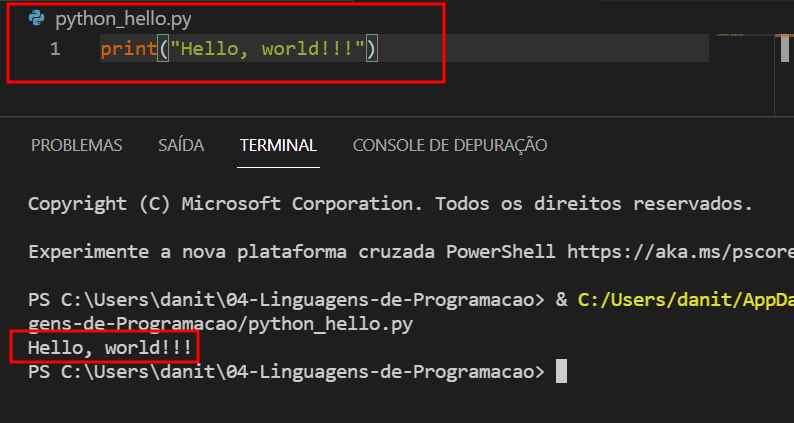 python_hello.py
1 print("Hello, world!!!")
PROBLEMAS SAÍDA TERMINAL CONSOLE DE DEPURAÇÃO
Copyright (C) Microsoft Corporation. Todos os direitos reservados.
Experimente a nova plataforma cruzada PowerShell https://aka.ms/pscore
PS C:\Users\danit\04-Linguagens-de-Programacao> & C:/Users/danit/AppDa
gens-de-Programacao/python_hello.py
Hello, world!!!
PS C:\Users\danit\04-Linguagens-de-Programacao>